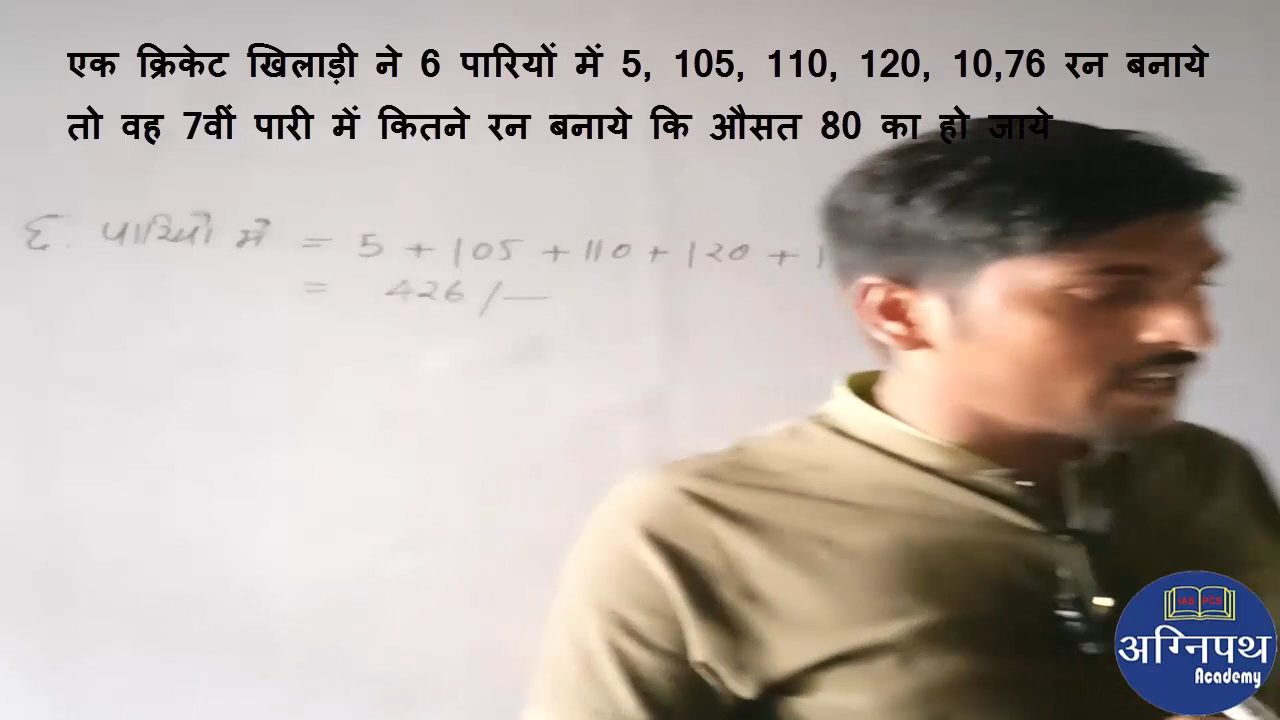 एक क्रिकेट खिलाड़ी ने 6 पारियों में 5, 105, 110, 120, 10,76 रन बनाये
तो वह 7वीं पारी में कितने रन बनाये कि औसत 80 का हो जाये
६. पारियों में = 5 + 105 + 110 + 120 + 1
= 426 /—
IAS PCS
अग्निपथ
Academy